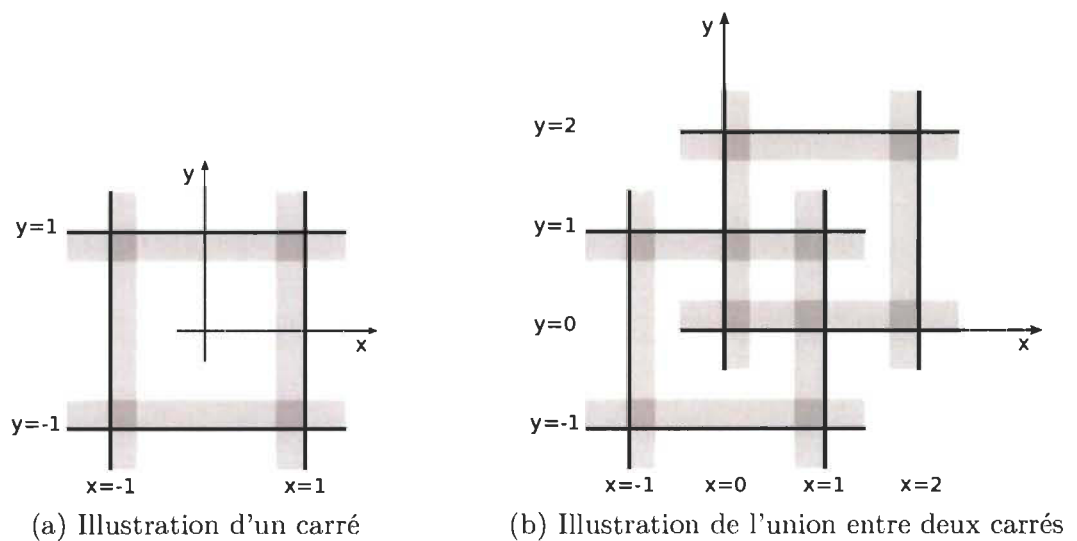 y
y=1
x
y=-1
x=-1 x=1
(a) Illustration d'un carré
y
y=2
y=1
y=0
x
y=-1
x=-1 x=0 x=1 x=2
(b) Illustration de l'union entre deux carrés